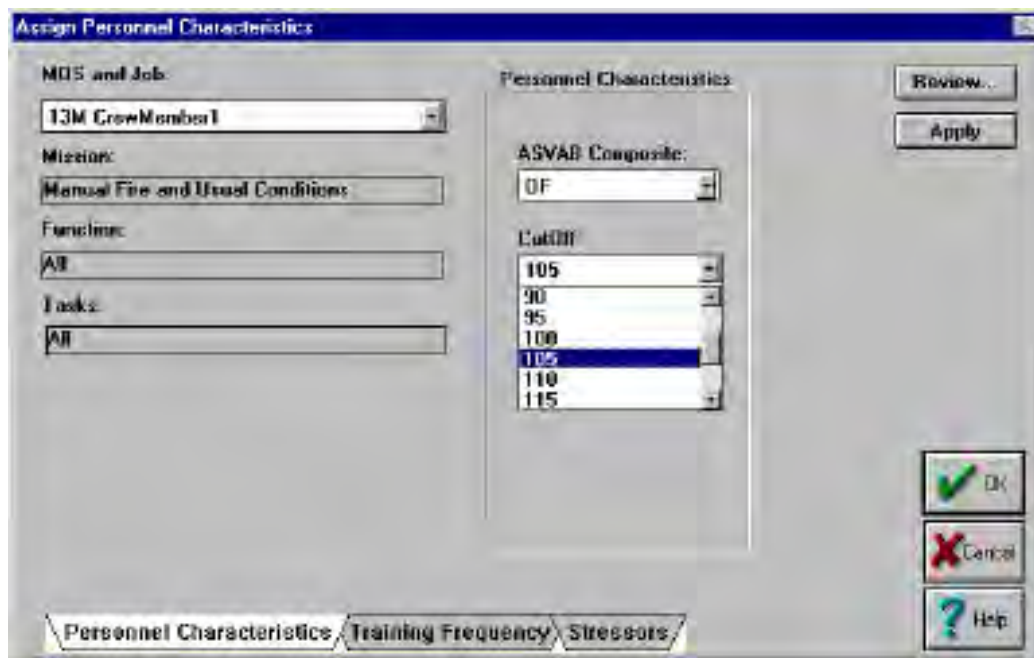 Assign Personnel Characteristics
MOS and Job:
13M CrewMember1
Mission:
Manual Fire and Usual Conditions
Function:
All
Tasks:
All
Personnel Characteristics
ASVAB Composite:
OF
CutOff
105
90
95
100
105
110
115
Review...
Apply
OK
Cancel
Help
Personnel Characteristics
Training Frequency
Stressors